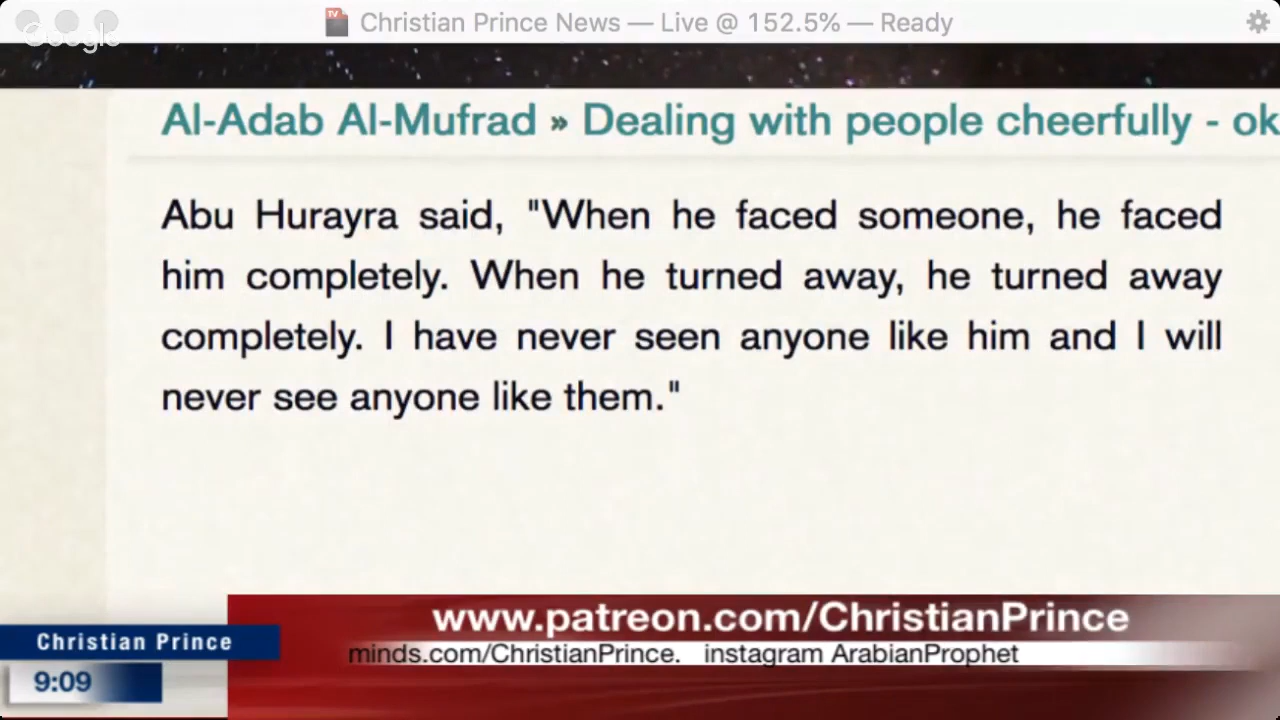 Christian Prince News — Live @ 152.5% — Ready
Google
Al-Adab Al-Mufrad » Dealing with people cheerfully - ok
Abu Hurayra said, "When he faced someone, he faced
him completely. When he turned away, he turned away
completely. I have never seen anyone like him and I will
never see anyone like them."
www.patreon.com/ChristianPrince
minds.com/ChristianPrince. instagram ArabianProphet
Christian Prince
9:09